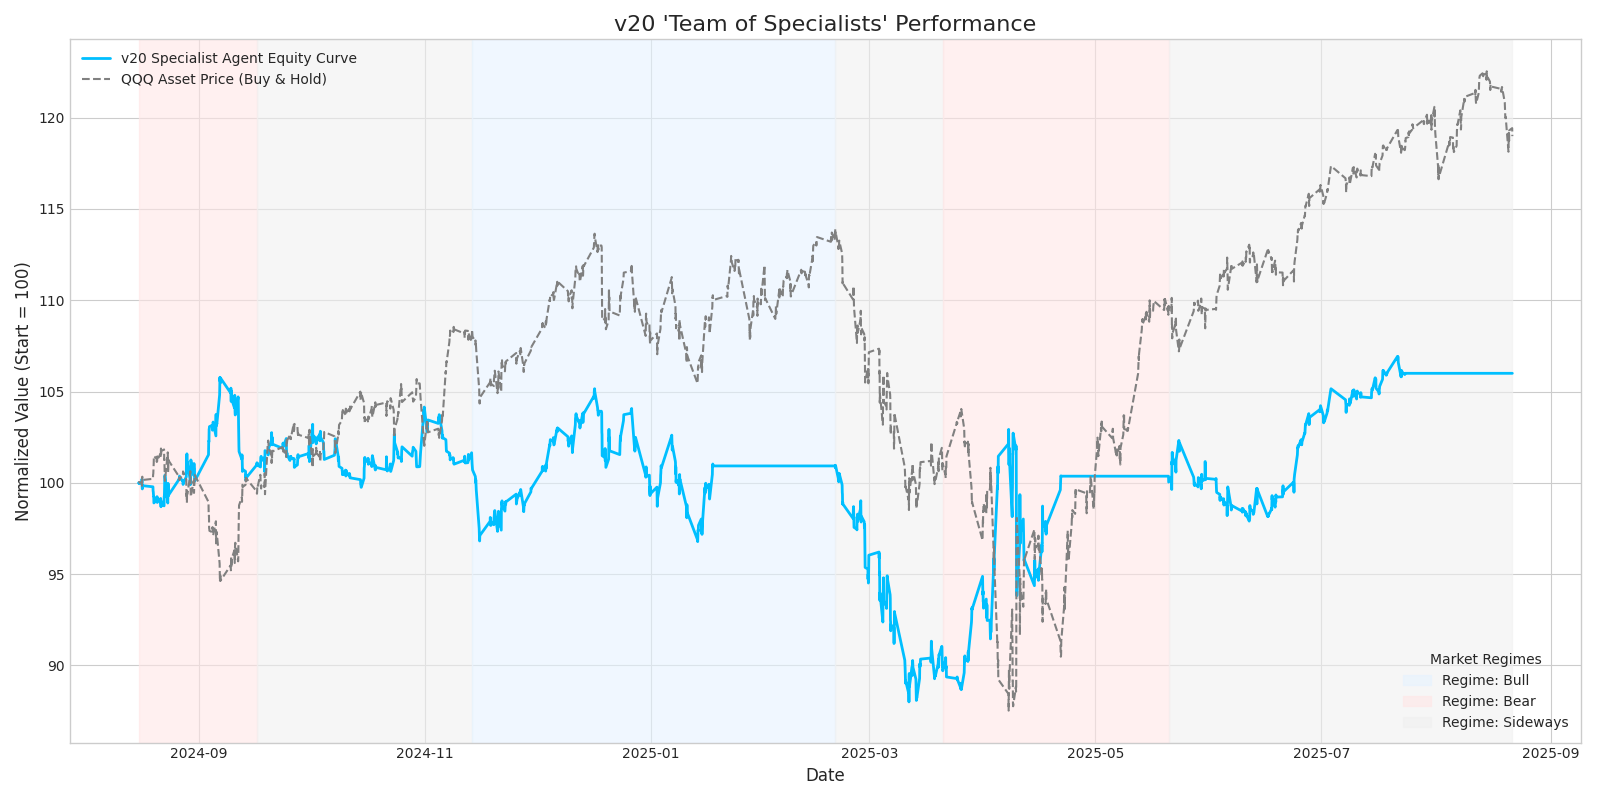 v20 'Team of Specialists' Performance
v20 Specialist Agent Equity Curve
QQQ Asset Price (Buy & Hold)
Normalized Value (Start = 100)
120
115
110
105
100
95
90
Market Regimes
Regime: Bull
Regime: Bear
Regime: Sideways
2024-09
2024-11
2025-01
2025-03
2025-05
2025-07
2025-09
Date